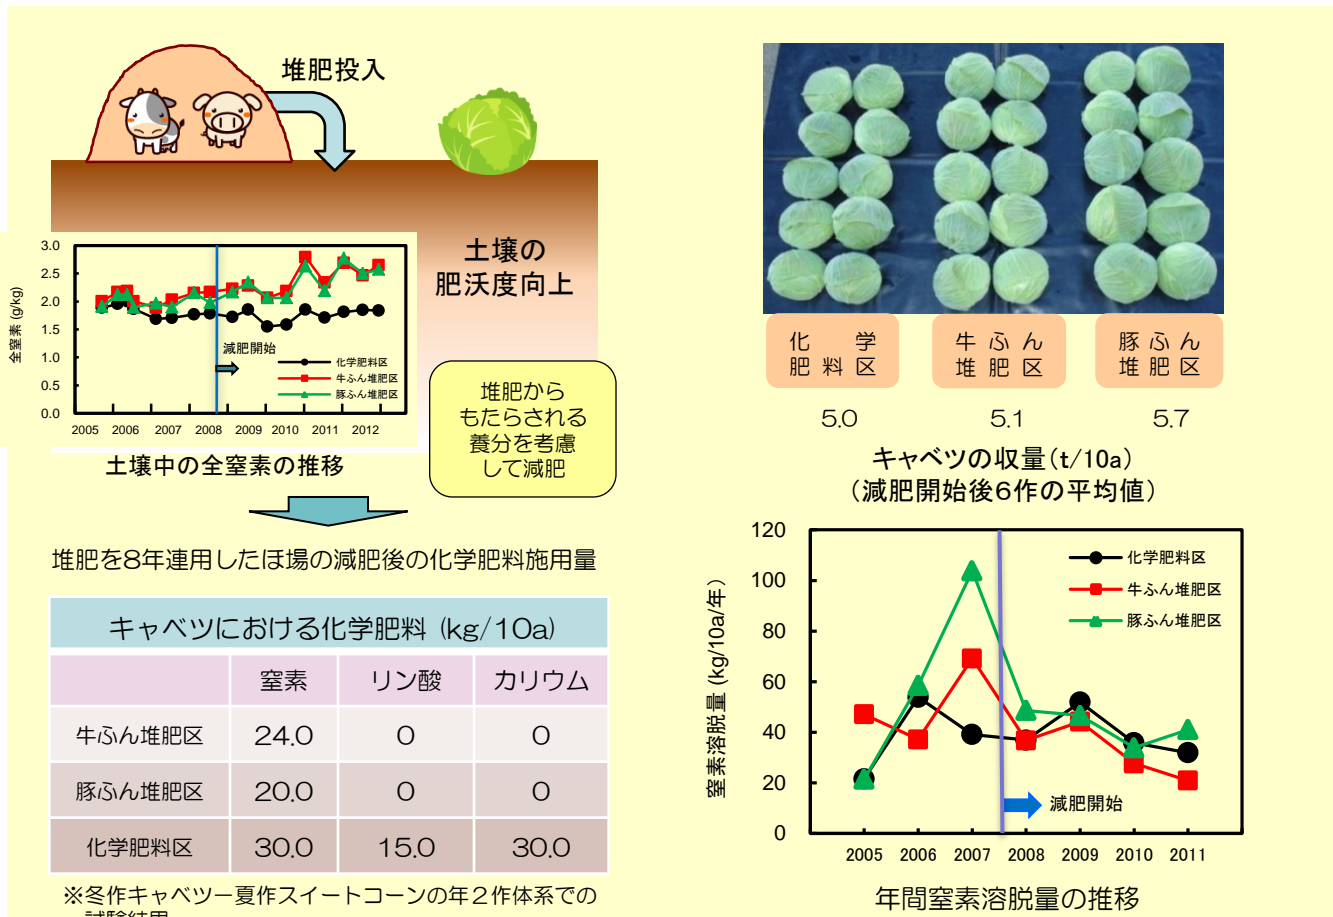 堆肥投入
土壌の
肥沃度向上
全窒素 (g/kg)
3.0
2.5
2.0
1.5
1.0
0.5
0.0
減肥開始
化学肥料区
牛ふん堆肥区
豚ふん堆肥区
2005 2006 2007 2008 2009 2010 2011 2012
土壌中の全窒素の推移
堆肥から
もたらされる
養分を考慮
して減肥
堆肥を8年連用したほ場の減肥後の化学肥料施用量
キャベツにおける化学肥料 (kg/10a)
窒素 リン酸 カリウム
牛ふん堆肥区 24.0 0 0
豚ふん堆肥区 20.0 0 0
化学肥料区 30.0 15.0 30.0
※冬作キャベツー夏作スイートコーンの年2作体系での
化学
肥料区
牛ふん
堆肥区
豚ふん
堆肥区
5.0 5.1 5.7
キャベツの収量(t/10a)
(減肥開始後6作の平均値)
窒素溶脱量 (kg/10a/年)
120
100
80
60
40
20
0
化学肥料区
牛ふん堆肥区
豚ふん堆肥区
減肥開始
2005 2006 2007 2008 2009 2010 2011
年間窒素溶脱量の推移